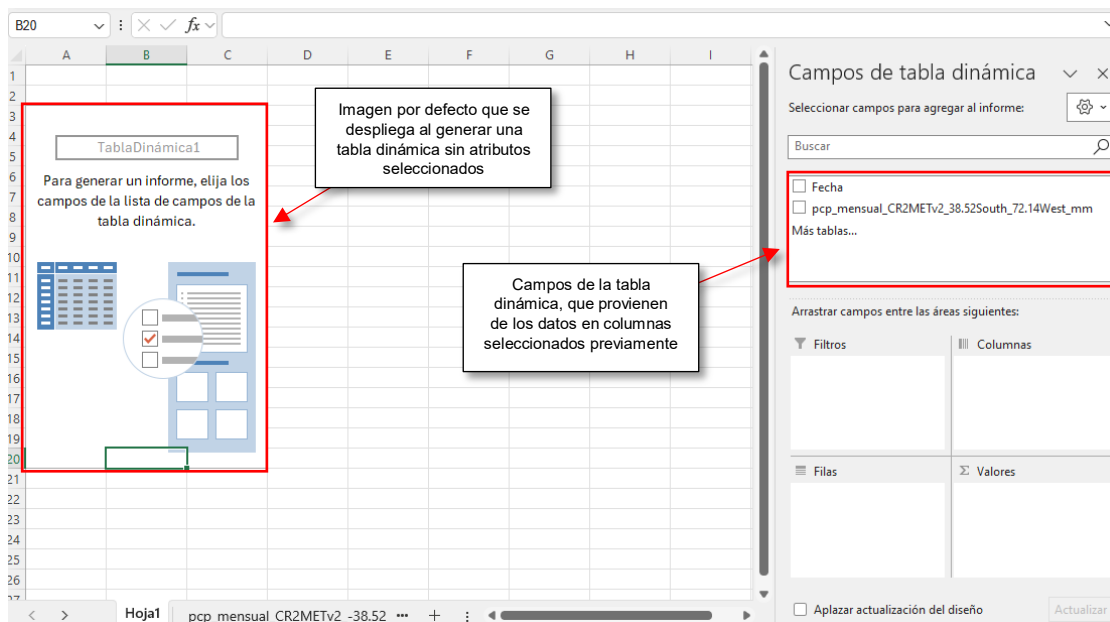 B20
fx
A B C D E F G H I
1
2
3
4
5
6
7
8
9
10
11
12
13
14
15
16
17
18
19
20
21
22
23
24
25
26
27
TablaDinámica1
Para generar un informe, elija los
campos de la lista de campos de la
tabla dinámica.
Imagen por defecto que se
despliega al generar una
tabla dinámica sin atributos
seleccionados
Campos de la tabla
dinámica, que provienen
de los datos en columnas
seleccionados previamente
Campos de tabla dinámica
Seleccionar campos para agregar al informe:
Buscar
Fecha
pcp_mensual_CR2METv2_38.52South_72.14West_mm
Más tablas...
Arrastrar campos entre las áreas siguientes:
Filtros
Columnas
Filas
Σ Valores
Aplazar actualización del diseño
Actualizar
Hoja1
pcp_mensual_CR2METv2_-38.52 ...